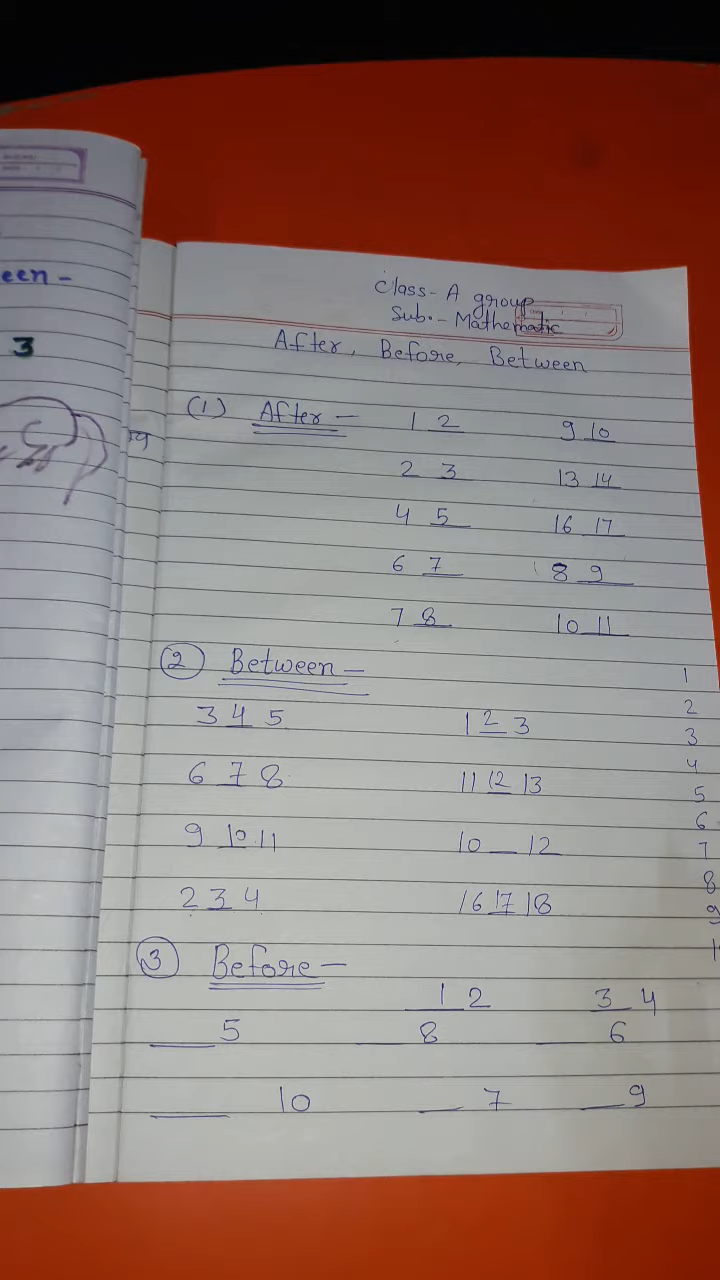 een -
3
Class - A group
Sub. - Mathematic
After, Before, Between
(1) After - 1 2 9 10
2 3 13 14
4 5 16 17
6 7 8 9
7 8 10 11
2 Between -
3 4 5 1 2 3
6 7 8 11 12 13
9 10 11 10 __ 12
2 3 4 16 17 18
3 Before -
1 2 3 4
__ 5 __ 8 __ 6
__ 10 __ 7 __ 9
1
2
3
4
5
6
7
8
9